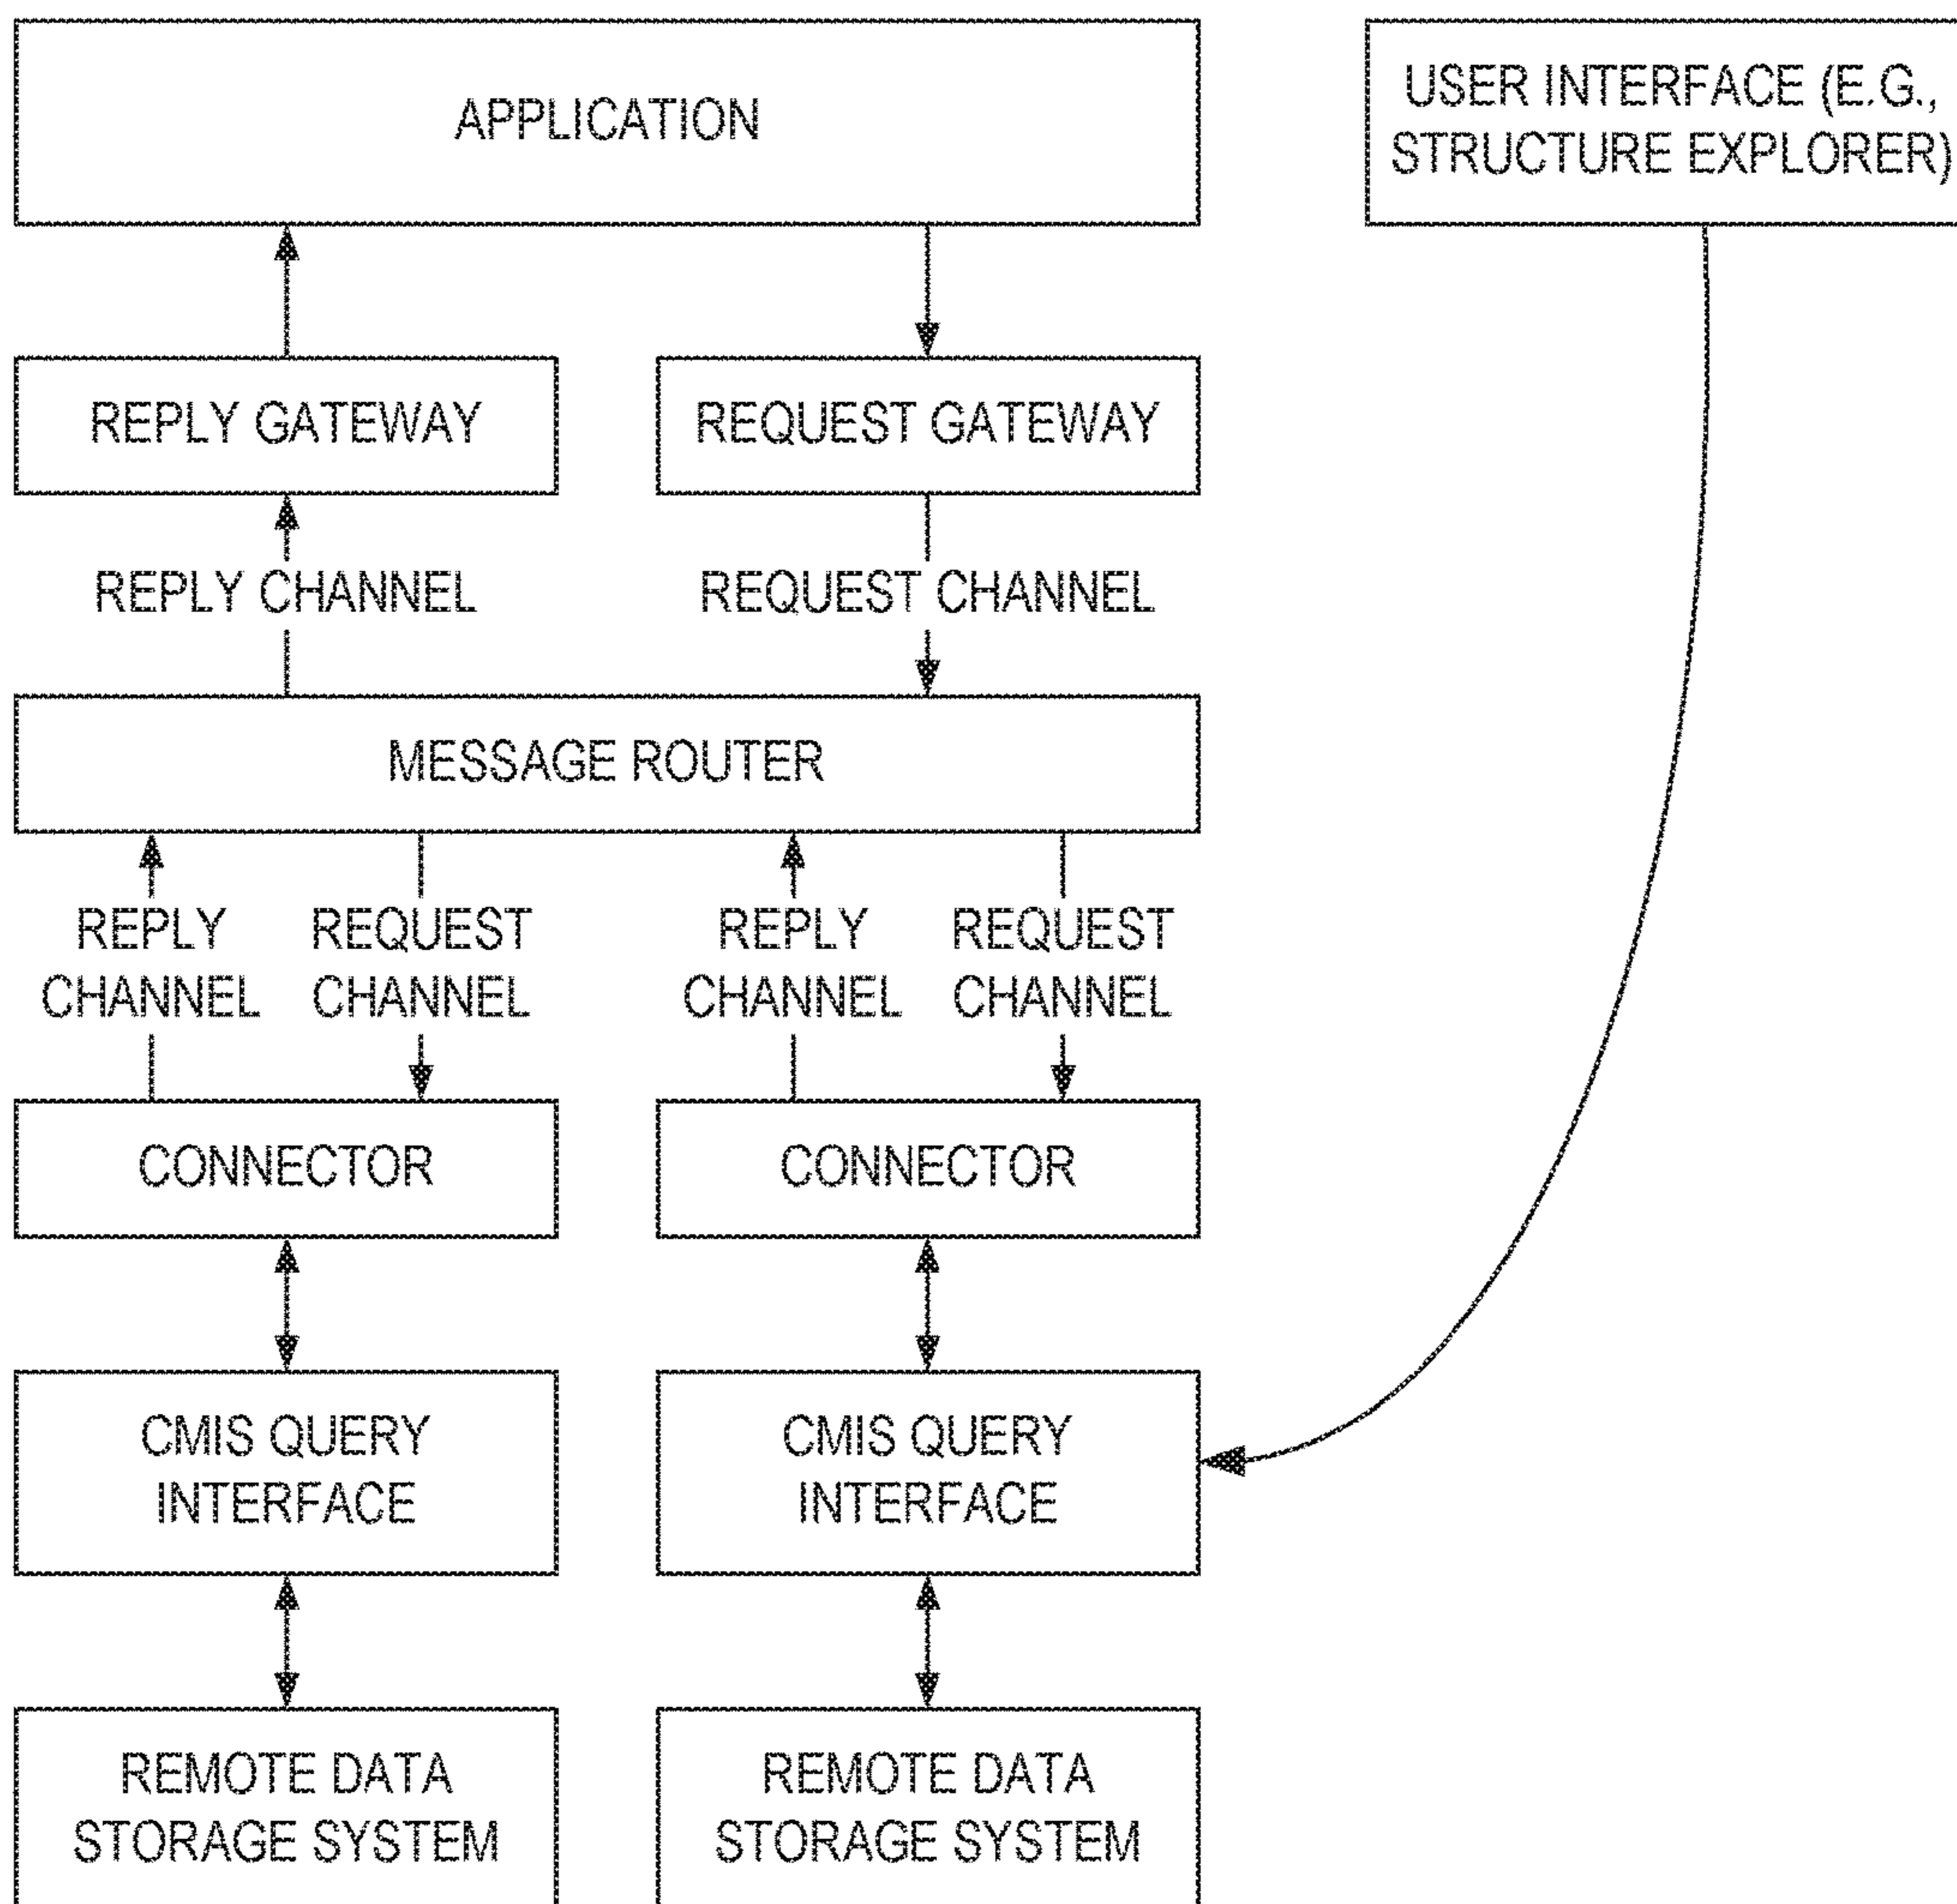 APPLICATION
USER INTERFACE (E.G.,
STRUCTURE EXPLORER)
REPLY GATEWAY
REQUEST GATEWAY
REPLY CHANNEL
REQUEST CHANNEL
MESSAGE ROUTER
REPLY
CHANNEL
REQUEST
CHANNEL
REPLY
CHANNEL
REQUEST
CHANNEL
CONNECTOR
CONNECTOR
CMIS QUERY
INTERFACE
CMIS QUERY
INTERFACE
REMOTE DATA
STORAGE SYSTEM
REMOTE DATA
STORAGE SYSTEM